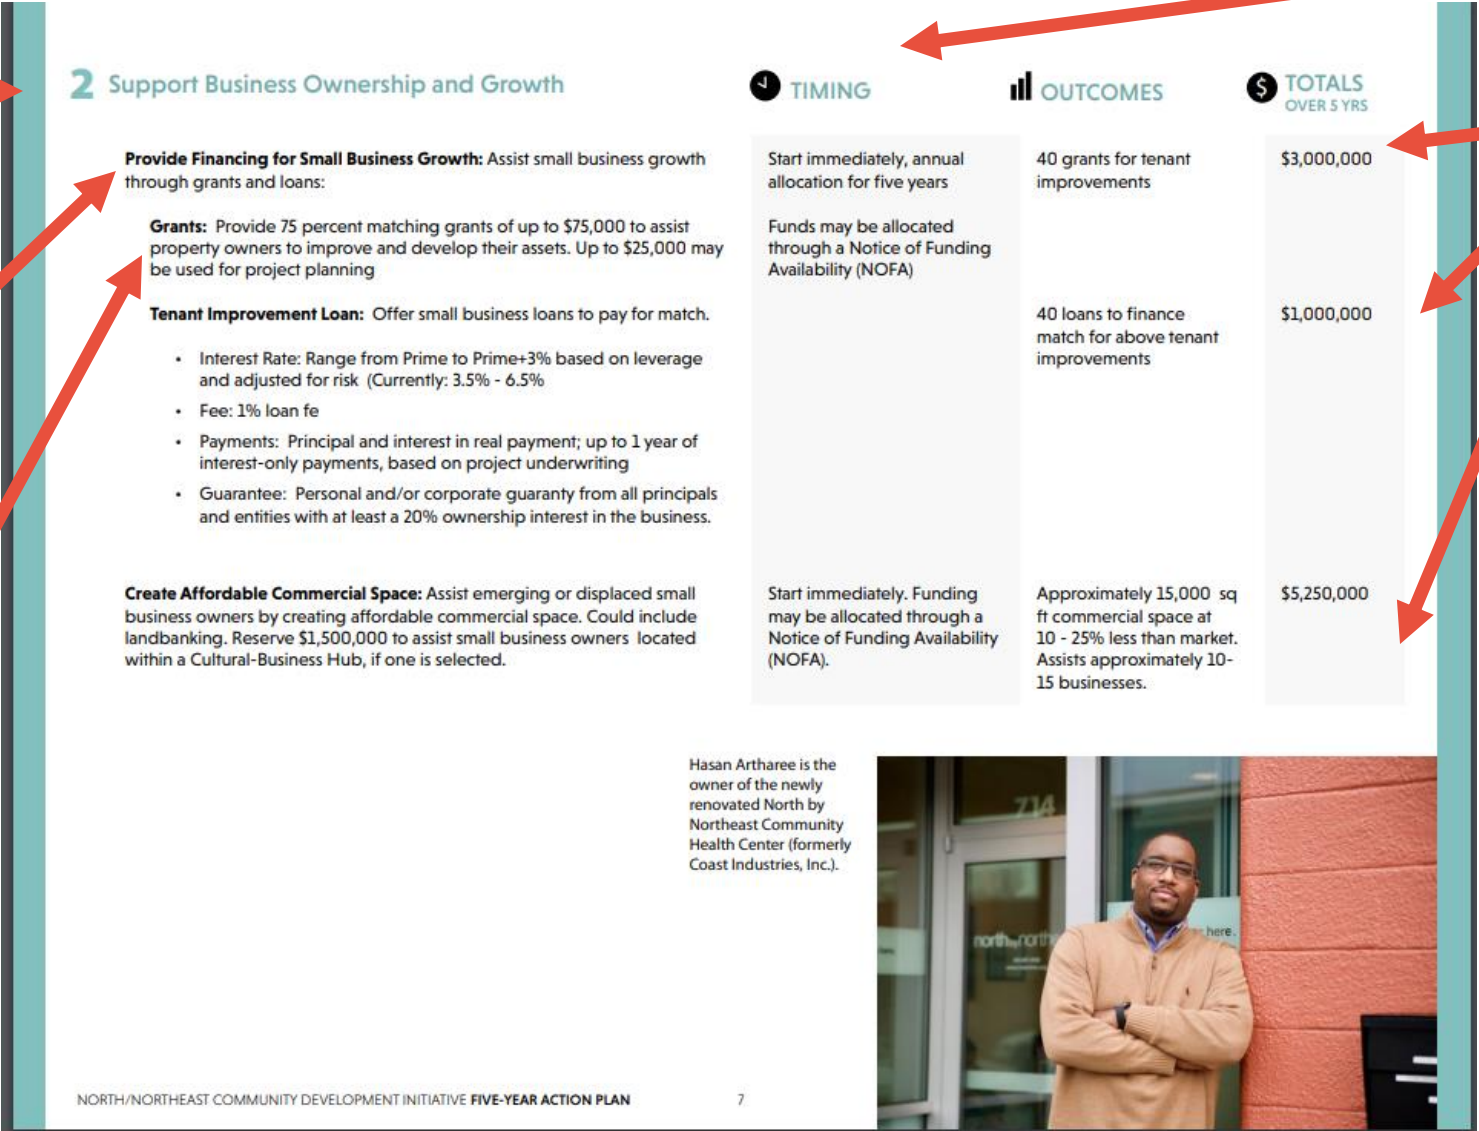 2 Support Business Ownership and Growth
TIMING
OUTCOMES
TOTALS
OVER 5 YRS
Provide Financing for Small Business Growth: Assist small business growth
through grants and loans:
Start immediately, annual
allocation for five years
40 grants for tenant
improvements
$3,000,000
Grants: Provide 75 percent matching grants of up to $75,000 to assist
property owners to improve and develop their assets. Up to $25,000 may
be used for project planning
Funds may be allocated
through a Notice of Funding
Availability (NOFA)
Tenant Improvement Loan: Offer small business loans to pay for match.
40 loans to finance
match for above tenant
improvements
$1,000,000
• Interest Rate: Range from Prime to Prime+3% based on leverage
and adjusted for risk (Currently: 3.5% - 6.5%
• Fee: 1% loan fe
• Payments: Principal and interest in real payment; up to 1 year of
interest-only payments, based on project underwriting
• Guarantee: Personal and/or corporate guaranty from all principals
and entities with at least a 20% ownership interest in the business.
Create Affordable Commercial Space: Assist emerging or displaced small
business owners by creating affordable commercial space. Could include
landbanking. Reserve $1,500,000 to assist small business owners located
within a Cultural-Business Hub, if one is selected.
Start immediately. Funding
may be allocated through a
Notice of Funding Availability
(NOFA).
Approximately 15,000 sq
ft commercial space at
10 - 25% less than market.
Assists approximately 10-
15 businesses.
$5,250,000
Hasan Artharee is the
owner of the newly
renovated North by
Northeast Community
Health Center (formerly
Coast Industries, Inc.).
714
here.
NORTH/NORTHEAST COMMUNITY DEVELOPMENT INITIATIVE FIVE-YEAR ACTION PLAN
7